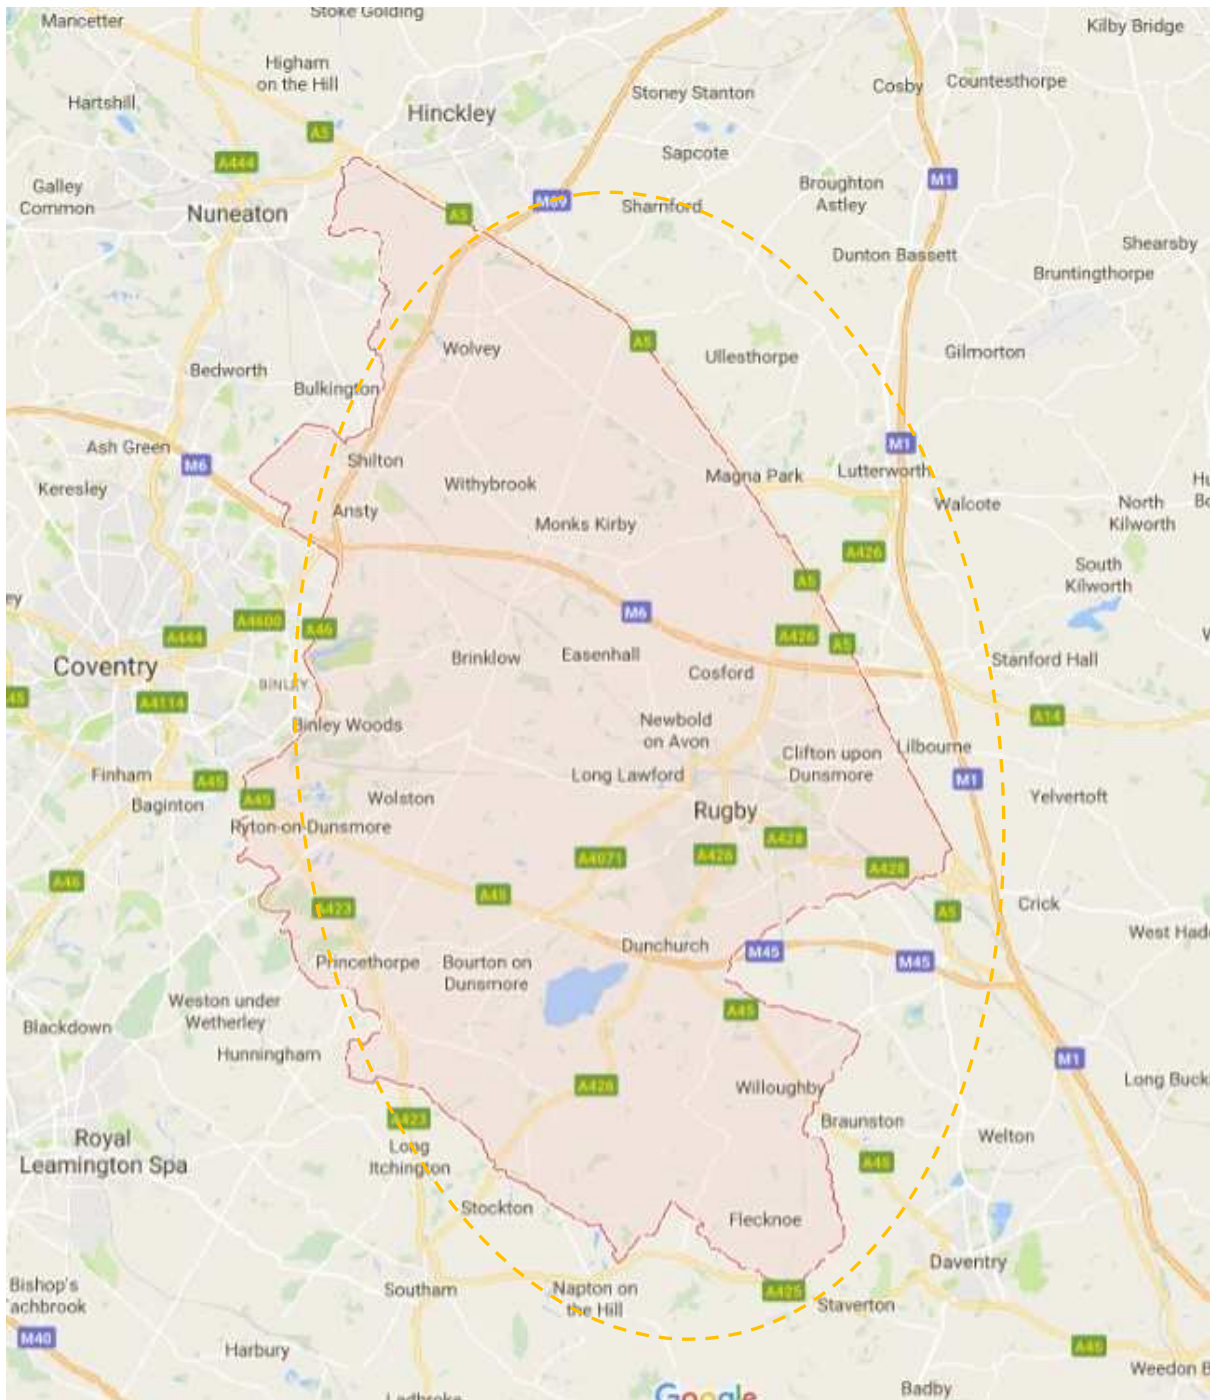 Stoke Golding
Mancetter
Kilby Bridge
Higham
on the Hill
Cosby
Countesthorpe
Stoney Stanton
Hartshill
Hinckley
A5
Sapcote
A444
M1
Galley
Common
Broughton
Astley
M69
Sharnford
Nuneaton
A5
Shearsby
Dunton Bassett
Bruntingthorpe
A5
Wolvey
Ullesthorpe
Gilmorton
Bedworth
Bulkington
M1
Ash Green
M6
Shilton
Lutterworth
Magna Park
Withybrook
Keresley
Walcote
North
Kilworth
Ansty
Monks Kirby
A426
South
Kilworth
A5
M6
A4600
A46
A444
A426
A5
Coventry
Brinklow
Easenhall
Stanford Hall
Cosford
BINLEY
45
A4114
A14
Newbold
on Avon
Binley Woods
Lilbourne
Clifton upon
Dunsmore
Finham
A45
Long Lawford
M1
Baginton
A45
Wolston
Yelvertoft
Rugby
Ryton-on-Dunsmore
A428
A4071
A426
A428
A46
A45
Crick
A423
A5
West Had
Dunchurch
M45
M45
Princethorpe
Bourton on
Dunsmore
Weston under
Wetherley
A45
Blackdown
Hunningham
M1
Long Buck
A426
Willoughby
A423
Braunston
Royal
Leamington Spa
Long
Itchington
Welton
A45
Stockton
Flecknoe
Daventry
Bishop's
achbrook
Southam
Napton on
the Hill
A425
Staverton
M40
A45
Harbury
Weedon B
Badby
Ladbroke
Google